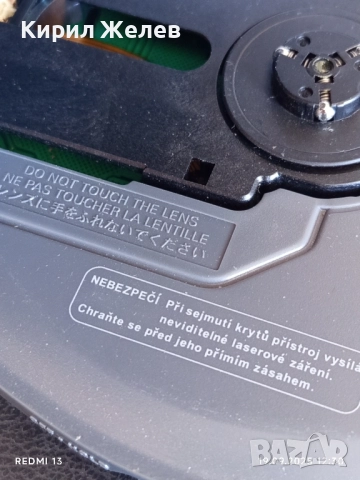 Кирил Желев
DO NOT TOUCH THE LENS
NE PAS TOUCHER LA LENTILLE
レンズに手をふれないでください
NEBEZPEČÍ Při sejmutí krytů přístroj vysílá
neviditelné laserové záření.
Chraňte se před jeho přímím zásahem.
REDMI 13
bazar